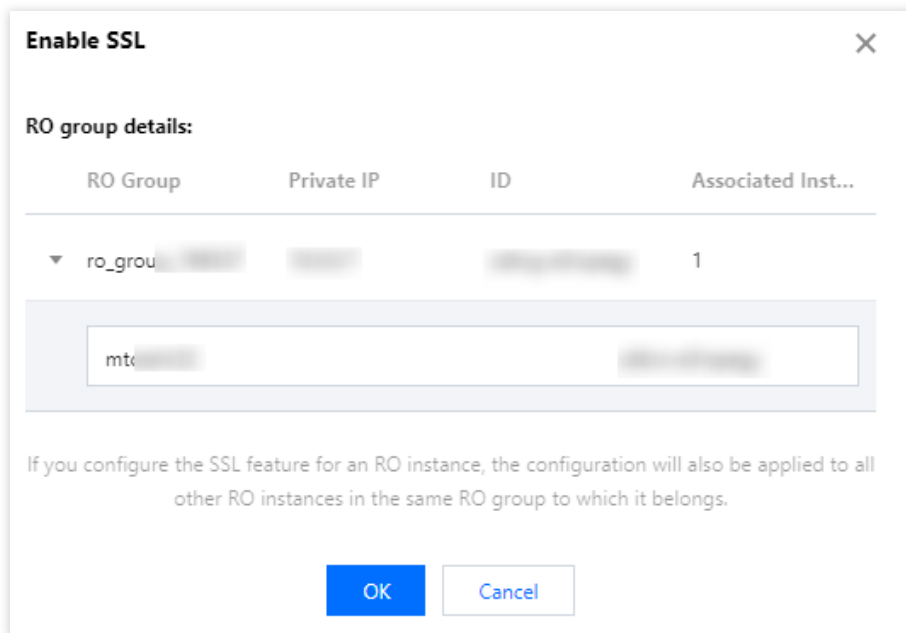 Enable SSL
RO group details:
RO Group Private IP ID Associated Inst...
1
If you configure the SSL feature for an RO instance, the configuration will also be applied to all
other RO instances in the same RO group to which it belongs.
OK Cancel